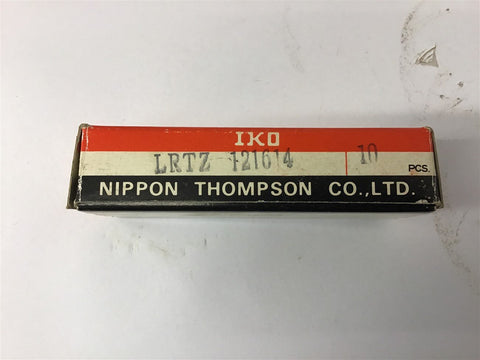 IKO
LRTZ 121614 10 PCS.
NIPPON THOMPSON CO.,LTD.